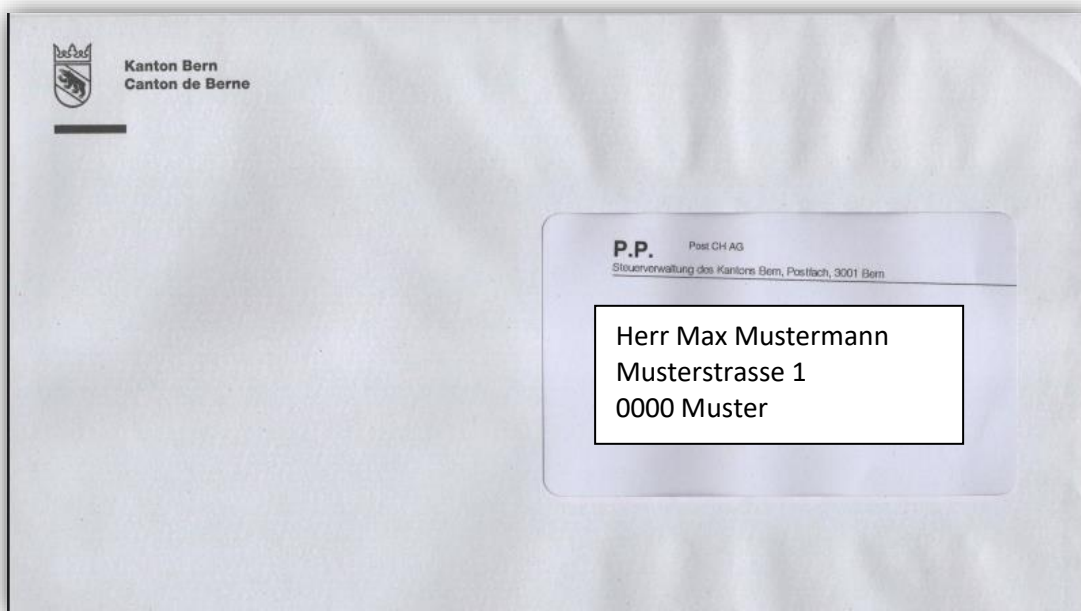 Kanton Bern
Canton de Berne
P.P. Post CH AG
Steuerverwaltung des Kantons Bern, Postfach, 3001 Bern
Herr Max Mustermann
Musterstrasse 1
0000 Muster